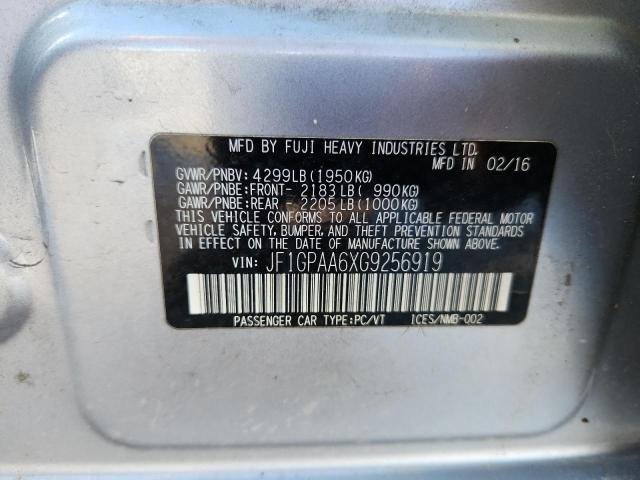 MFD BY FUJI HEAVY INDUSTRIES LTD.
MFD IN 02/16
GVWR/PNBV: 4299LB(1950KG)
GAWR/PNBE:FRONT- 2183LB( 990KG)
GAWR/PNBE:REAR - 2205LB(1000KG)
THIS VEHICLE CONFORMS TO ALL APPLICABLE FEDERAL MOTOR
VEHICLE SAFETY, BUMPER, AND THEFT PREVENTION STANDARDS
IN EFFECT ON THE DATE OF MANUFACTURE SHOWN ABOVE.
VIN: JF1GPAA6XG9256919
PASSENGER CAR TYPE:PC/VT ICES/NMB-002